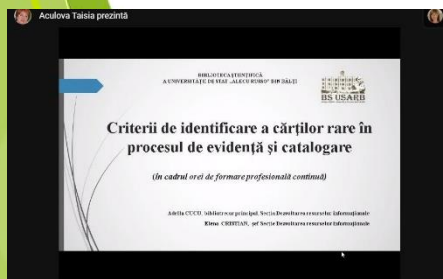 Aculova Taisia prezintă
BIBLIOTECA ȘTIINȚIFICĂ
A UNIVERSITĂȚII DE STAT „ALECU RUSSO” DIN BĂLȚI
BS USARB
Criterii de identificare a cărților rare în
procesul de evidență și catalogare
(în cadrul orei de formare profesională continuă)
Adella CUCU, bibliotecar principal, Secția Dezvoltarea resurselor informaționale
Elena CRISTIAN, șef Secție Dezvoltarea resurselor informaționale